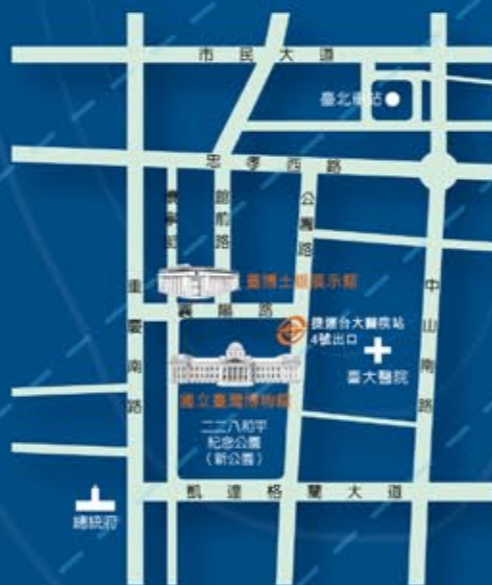 市民大道
臺北車站
忠孝西路
懷寧街
館前路
公園路
重慶南路
中山南路
臺博土銀展示館
襄陽路
捷運台大醫院站
4號出口
臺大醫院
國立臺灣博物館
二二八和平
紀念公園
（新公園）
凱達格蘭大道
總統府